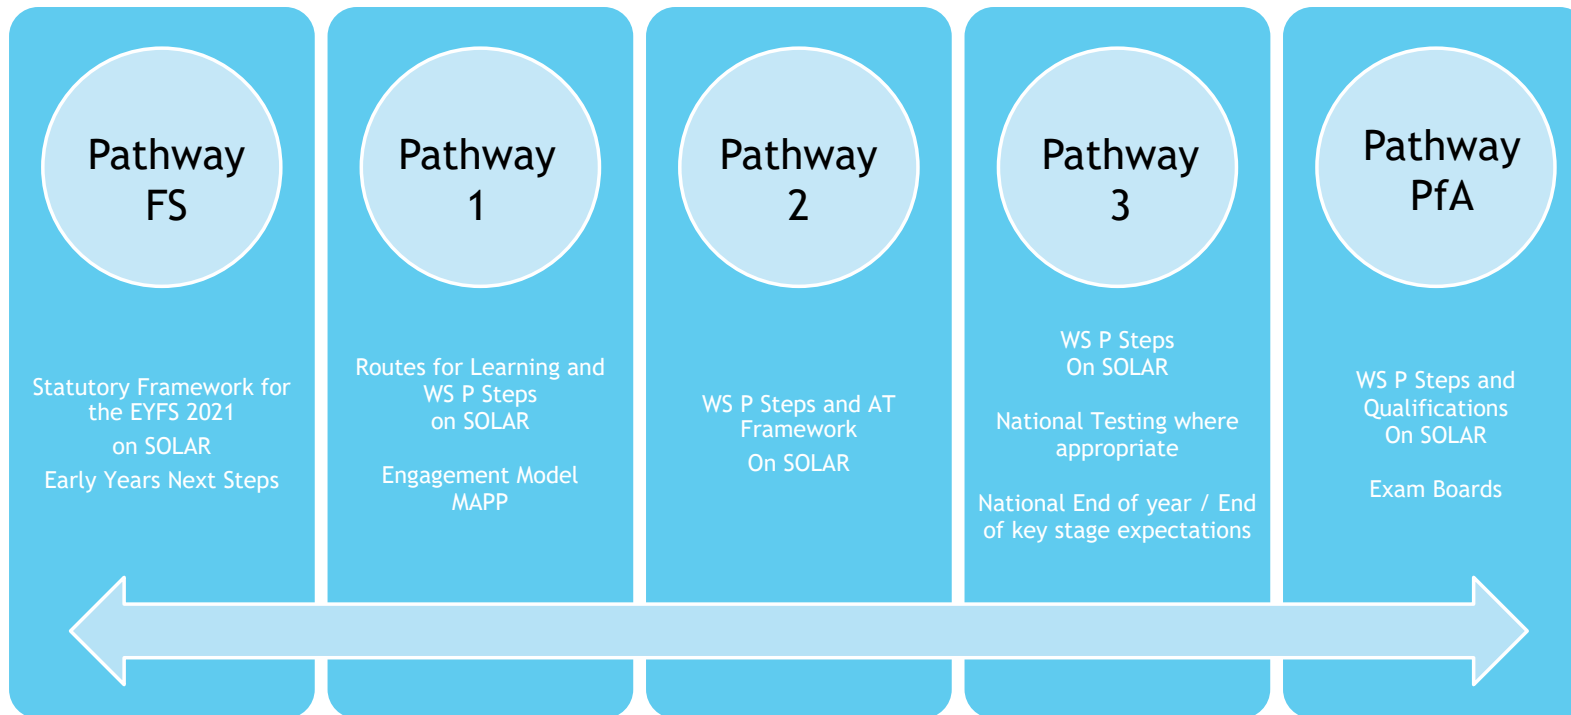 Pathway
FS
Statutory Framework for
the EYFS 2021
on SOLAR
Early Years Next Steps
Pathway
1
Routes for Learning and
WS P Steps
on SOLAR
Engagement Model
MAPP
Pathway
2
WS P Steps and AT
Framework
On SOLAR
Pathway
3
WS P Steps
On SOLAR
National Testing where
appropriate
National End of year / End
of key stage expectations
Pathway
PfA
WS P Steps and
Qualifications
On SOLAR
Exam Boards